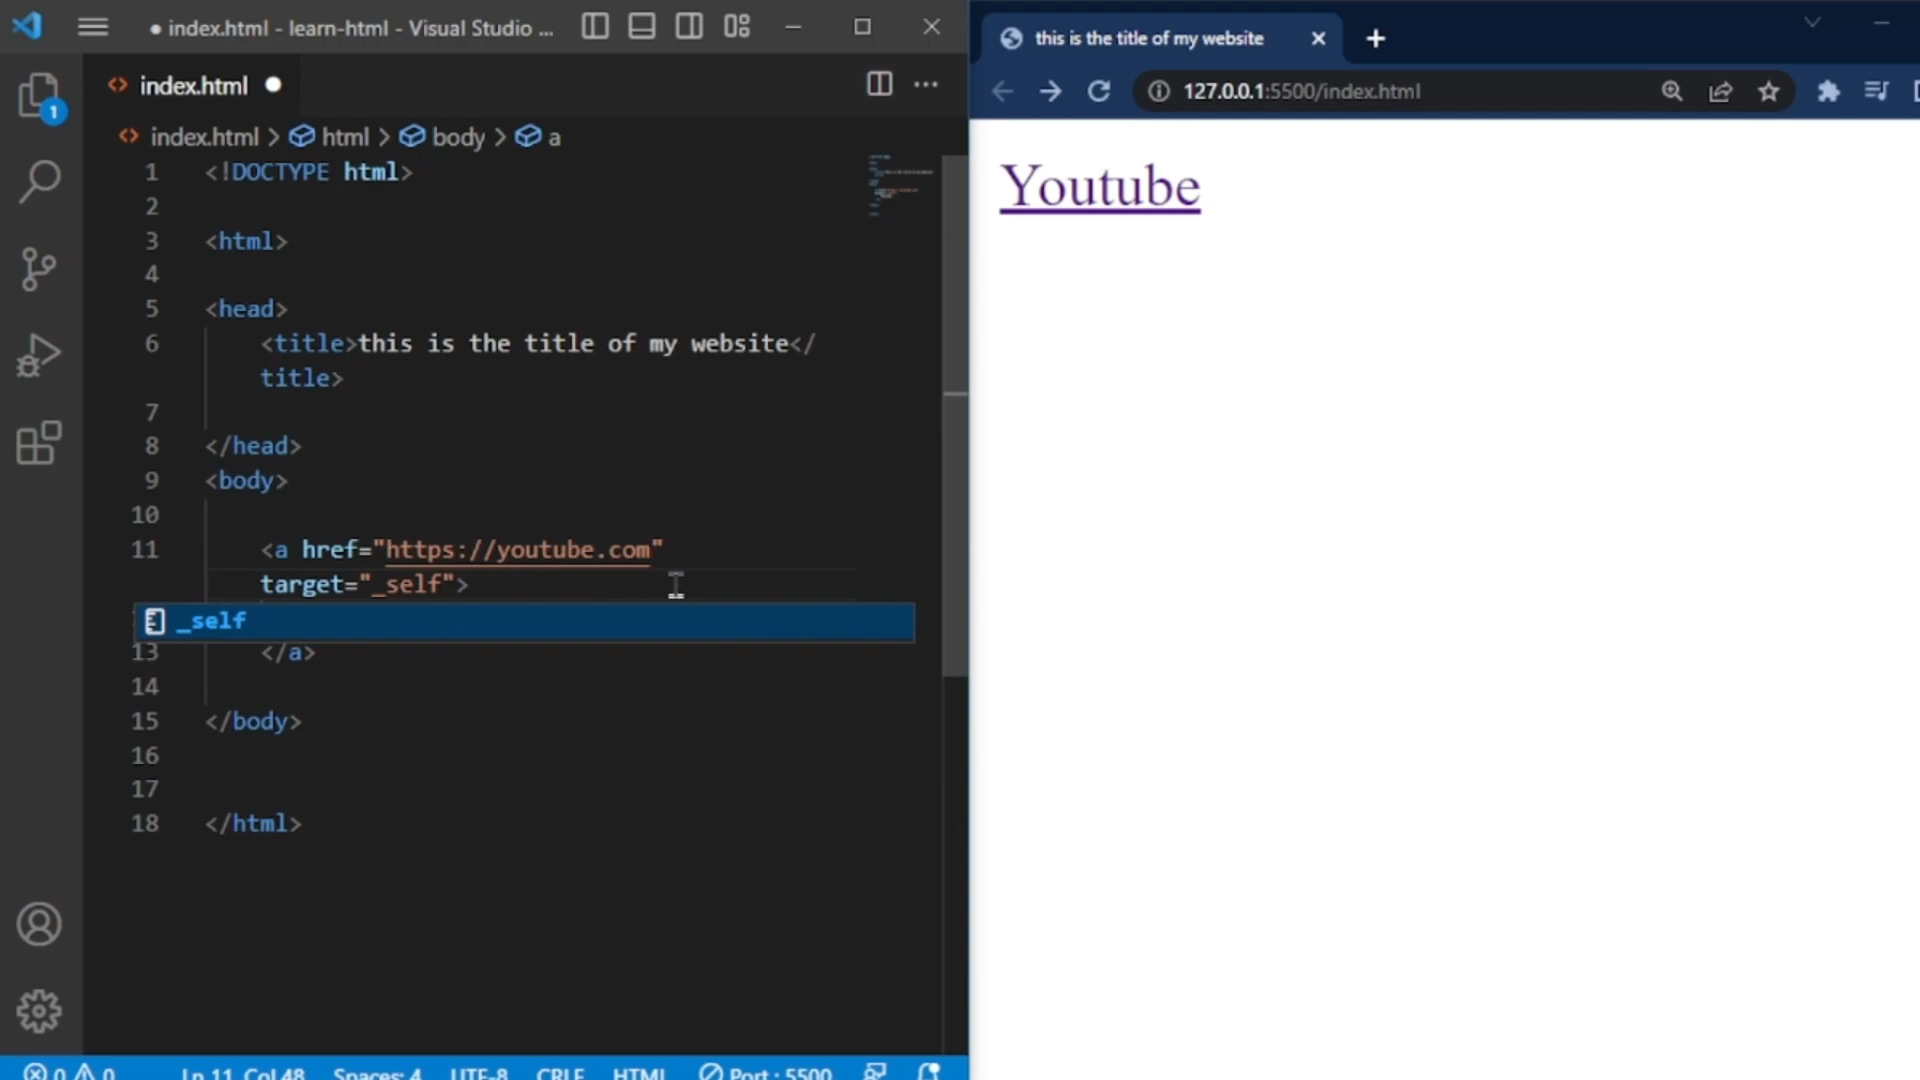 ● index.html - learn-html - Visual Studio ...
index.html ●
index.html > html > body > a
1 <!DOCTYPE html>
2
3 <html>
4
5 <head>
6 <title>this is the title of my website</
title>
7
8 </head>
9 <body>
10
11 <a href="https://youtube.com"
target="_self">
_self
13 </a>
14
15 </body>
16
17
18 </html>
1
0 0 Ln 11, Col 48 Spaces: 4 UTF-8 CRLF HTML Port : 5500
this is the title of my website
127.0.0.1:5500/index.html
Youtube